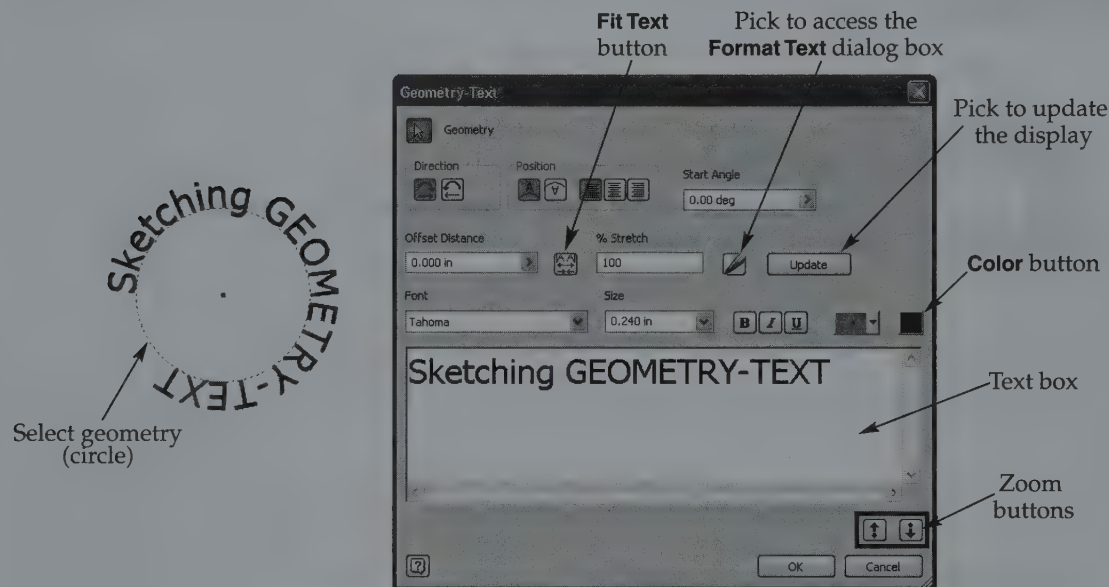 Fit Text
button
Pick to access the
Format Text dialog box
Pick to update
the display
Color button
Text box
Zoom
buttons
Select geometry
(circle)
Sketching GEOMETRY-TEXT
Geometry-Text
Geometry
Direction
Position
Start Angle
0.00 deg
Offset Distance
% Stretch
0.000 in
100
Update
Font
Size
Tahoma
0.240 in
B I U
Sketching GEOMETRY-TEXT
OK
Cancel